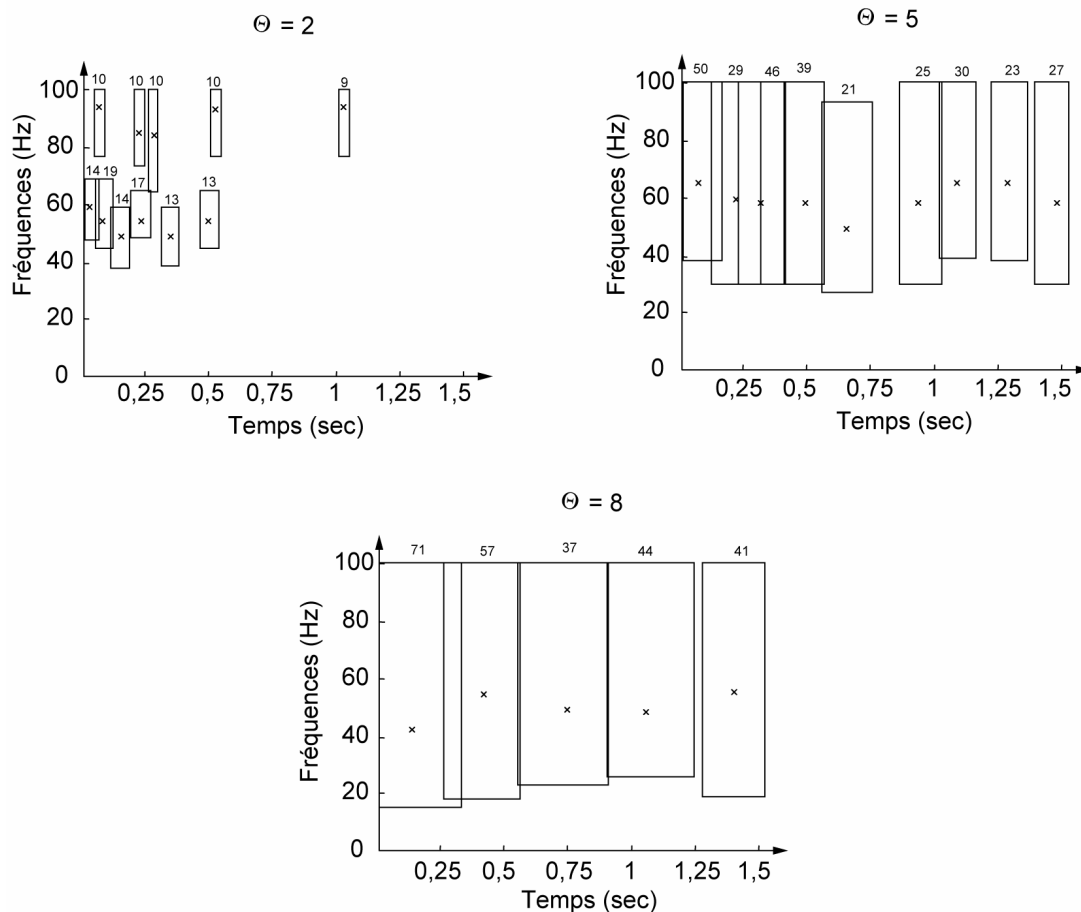 Θ = 2
10 10 10 10 9
14 19 14 17 13 13
100
80
60
40
20
0
Fréquences (Hz)
0,25 0,5 0,75 1 1,25 1,5
Temps (sec)
Θ = 5
50 29 46 39 21 25 30 23 27
100
80
60
40
20
0
Fréquences (Hz)
0,25 0,5 0,75 1 1,25 1,5
Temps (sec)
Θ = 8
71 57 37 44 41
100
80
60
40
20
0
Fréquences (Hz)
0,25 0,5 0,75 1 1,25 1,5
Temps (sec)